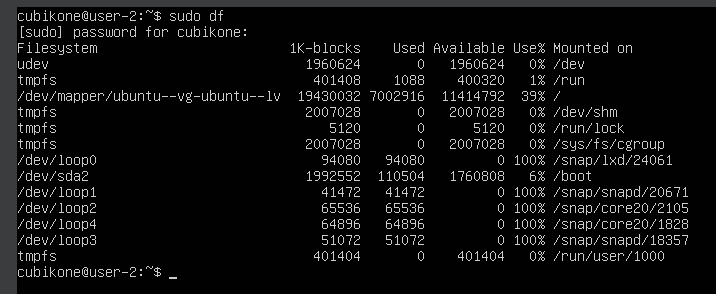 cubikone@user-2:~$ sudo df
[sudo] password for cubikone:
Filesystem                        1K-blocks    Used Available Use% Mounted on
udev                                1960624       0   1960624   0% /dev
tmpfs                                401408    1088    400320   1% /run
/dev/mapper/ubuntu--vg-ubuntu--lv  19430032 7002916  11414792  39% /
tmpfs                               2007028       0   2007028   0% /dev/shm
tmpfs                                  5120       0      5120   0% /run/lock
tmpfs                               2007028       0   2007028   0% /sys/fs/cgroup
/dev/loop0                            94080   94080         0 100% /snap/lxd/24061
/dev/sda2                           1992552  110504   1760808   6% /boot
/dev/loop1                            41472   41472         0 100% /snap/snapd/20671
/dev/loop2                            65536   65536         0 100% /snap/core20/2105
/dev/loop4                            64896   64896         0 100% /snap/core20/1828
/dev/loop3                            51072   51072         0 100% /snap/snapd/18357
tmpfs                                401404       0    401404   0% /run/user/1000
cubikone@user-2:~$ _